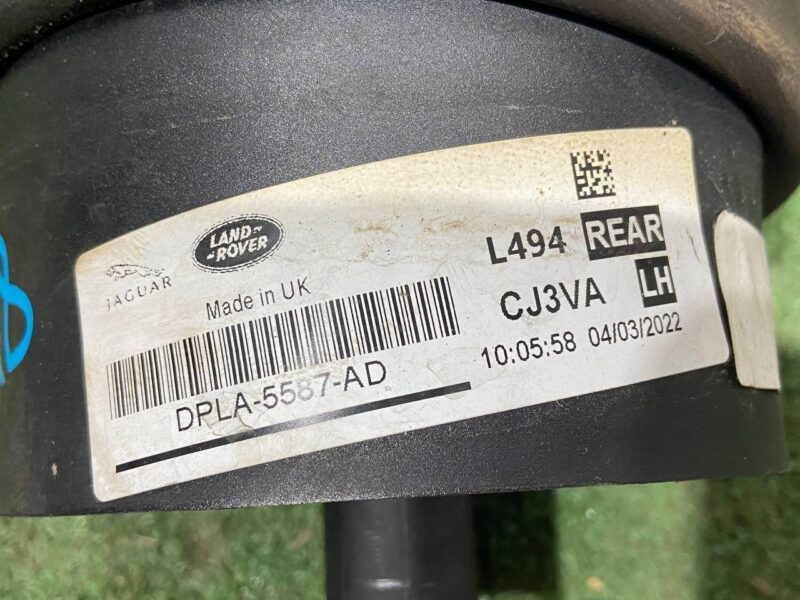 JAGUAR
LAND-
-ROVER
Made in UK
DPLA-5587-AD
L494 REAR
CJ3VA LH
10:05:58 04/03/2022